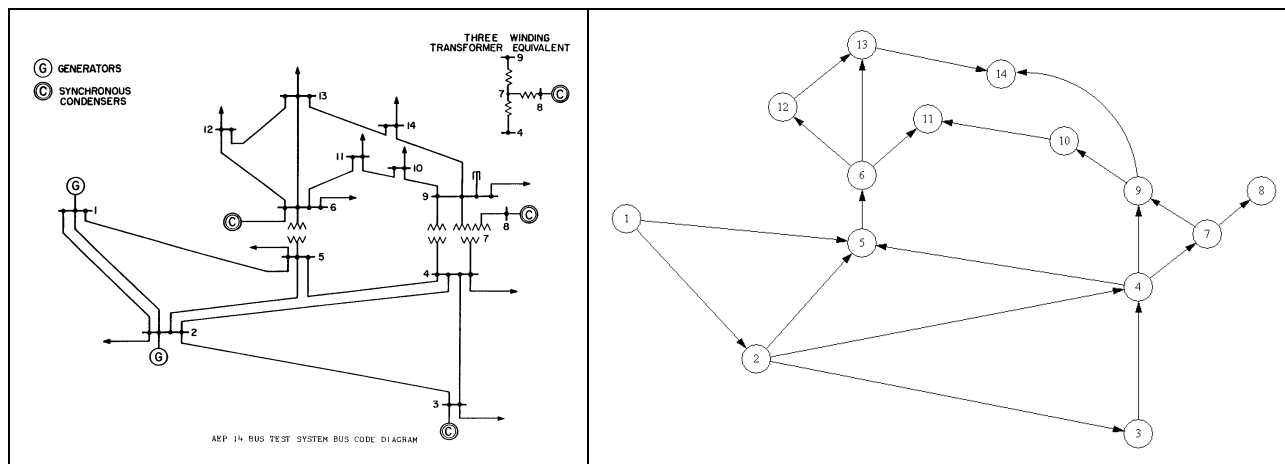 THREE WINDING
TRANSFORMER EQUIVALENT
9
7
8
C
4
G GENERATORS
C SYNCHRONOUS
CONDENSERS
13
12
14
11
10
9
G
1
6
C
C
8
7
5
4
2
G
3
C
AEP 14 BUS TEST SYSTEM BUS CODE DIAGRAM
13
14
12
11
10
6
9
8
1
7
5
4
2
3